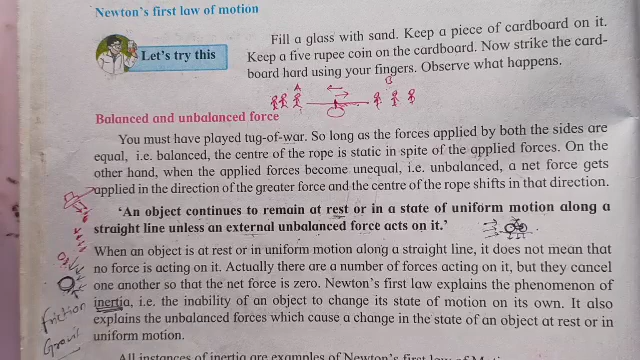 Newton's first law of motion
Let's try this
Fill a glass with sand. Keep a piece of cardboard on it.
Keep a five rupee coin on the cardboard. Now strike the card-
board hard using your fingers. Observe what happens.
A
B
Balanced and unbalanced force
You must have played tug-of-war. So long as the forces applied by both the sides are
equal, i.e. balanced, the centre of the rope is static in spite of the applied forces. On the
other hand, when the applied forces become unequal, i.e. unbalanced, a net force gets
applied in the direction of the greater force and the centre of the rope shifts in that direction.
'An object continues to remain at rest or in a state of uniform motion along a
straight line unless an external unbalanced force acts on it.'
When an object is at rest or in uniform motion along a straight line, it does not mean that
no force is acting on it. Actually there are a number of forces acting on it, but they cancel
one another so that the net force is zero. Newton's first law explains the phenomenon of
inertia, i.e. the inability of an object to change its state of motion on its own. It also
explains the unbalanced forces which cause a change in the state of an object at rest or in
uniform motion.
friction
All instances of inertia are examples of Newton's first law of